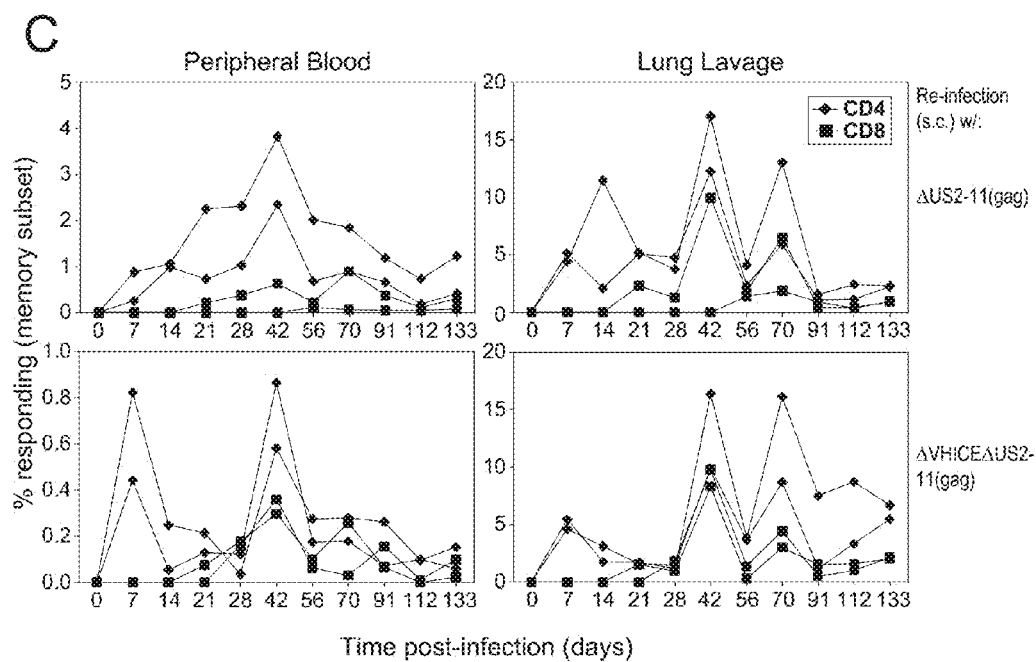 C
Peripheral Blood
Lung Lavage
5
4
3
2
1
0
0 7 14 21 28 42 56 70 91 112 133
20
15
10
5
0
0 7 14 21 28 42 56 70 91 112 133
CD4
CD8
Re-infection
(s.c.) w/:
ΔUS2-11(gag)
% responding (memory subset)
1.0
0.8
0.6
0.4
0.2
0.0
0 7 14 21 28 42 56 70 91 112 133
20
15
10
5
0
0 7 14 21 28 42 56 70 91 112 133
ΔVHICEΔUS2-
11(gag)
Time post-infection (days)